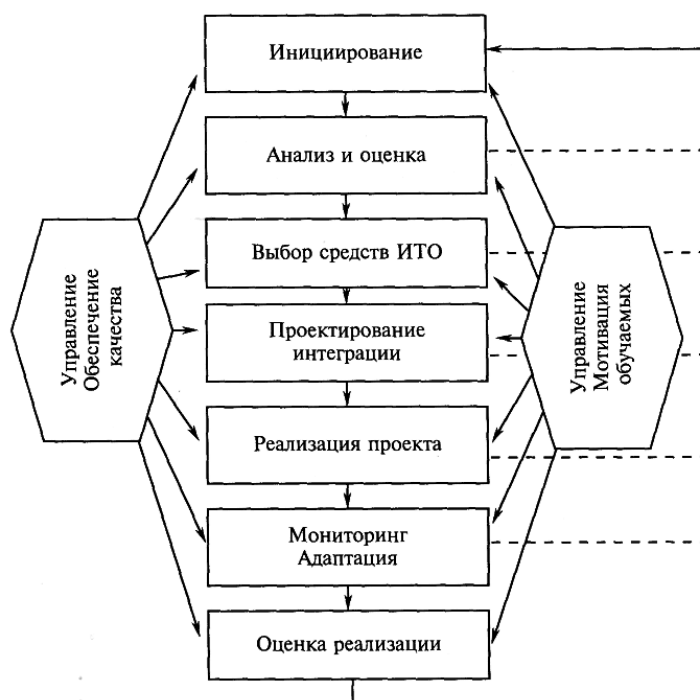 Инициирование
Анализ и оценка
Выбор средств ИТО
Проектирование
интеграции
Реализация проекта
Мониторинг
Адаптация
Оценка реализации
Управление
Обеспечение
качества
Управление
Мотивация
обучаемых